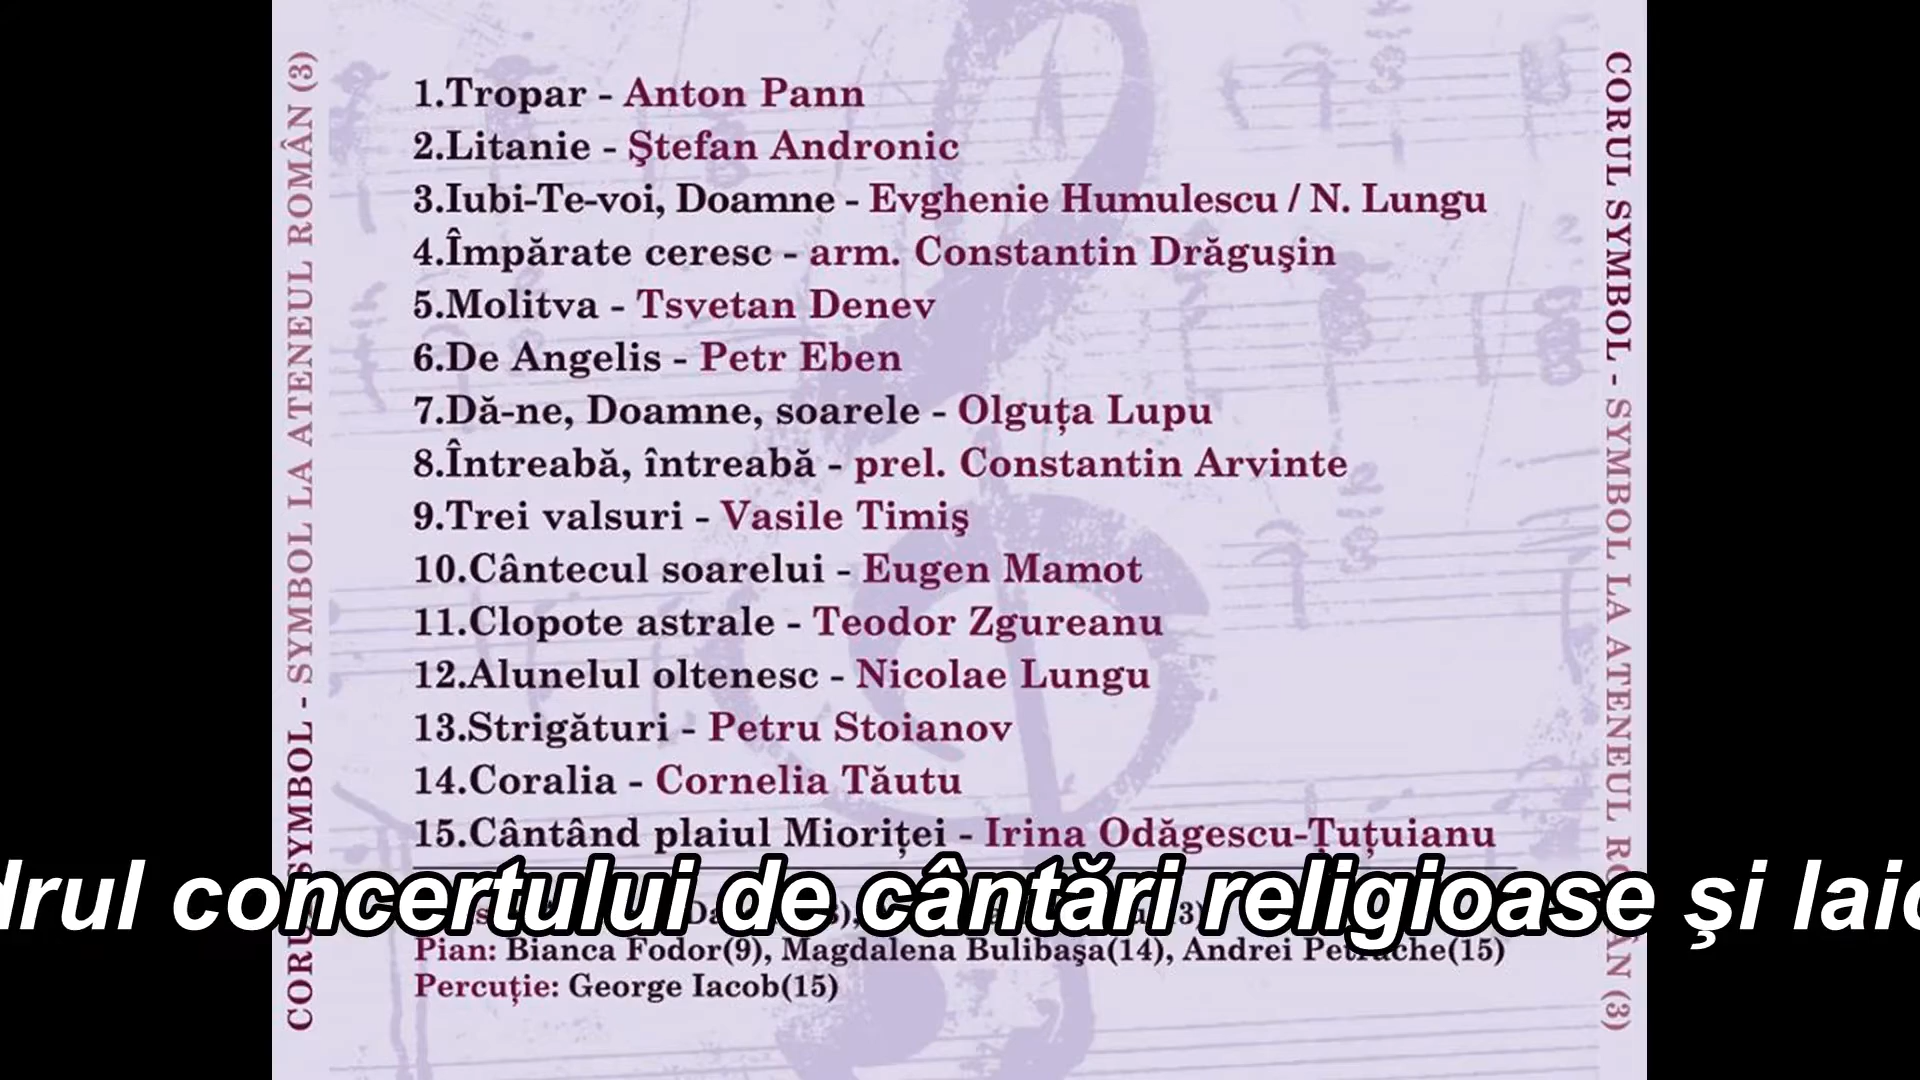 CORUL SYMBOL - SYMBOL LA ATENEUL ROMÂN (3)
1.Tropar - Anton Pann
2.Litanie - Ştefan Andronic
3.Iubi-Te-voi, Doamne - Evghenie Humulescu / N. Lungu
4.Împărate ceresc - arm. Constantin Drăguşin
5.Molitva - Tsvetan Denev
6.De Angelis - Petr Eben
7.Dă-ne, Doamne, soarele - Olguța Lupu
8.Întreabă, întreabă - prel. Constantin Arvinte
9.Trei valsuri - Vasile Timiş
10.Cântecul soarelui - Eugen Mamot
11.Clopote astrale - Teodor Zgureanu
12.Alunelul oltenesc - Nicolae Lungu
13.Strigături - Petru Stoianov
14.Coralia - Cornelia Tăutu
15.Cântând plaiul Mioriței - Irina Odăgescu-Țuțuianu
concertului de cântări religioase şi
Pian: Bianca Fodor(9), Magdalena Bulibaşa(14), Andrei Petrache(15)
Percuție: George Iacob(15)
CORUL SYMBOL - SYMBOL LA ATENEUL ROMÂN (3)